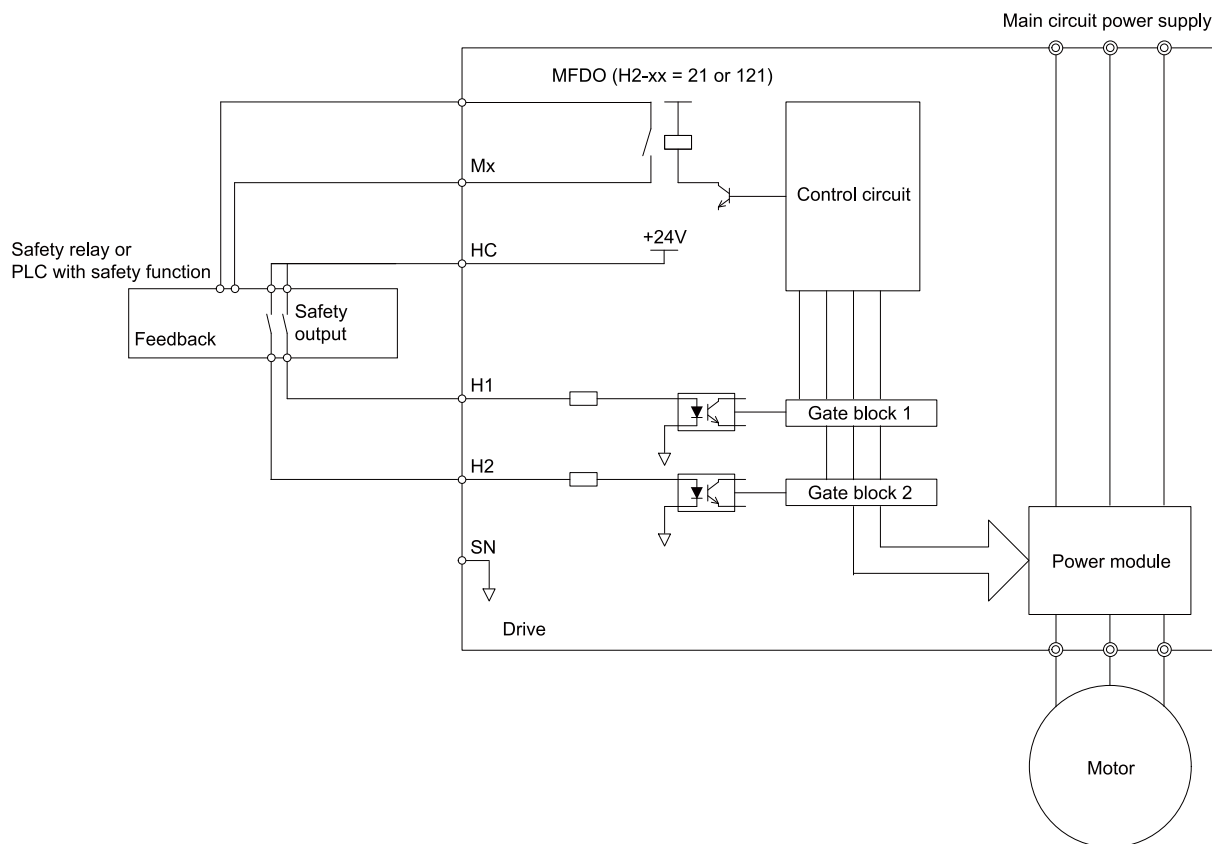 Main circuit power supply
MFDO (H2-xx = 21 or 121)
Mx
Control circuit
+24V
HC
Safety relay or
PLC with safety function
Safety
output
Feedback
H1
Gate block 1
H2
Gate block 2
SN
Power module
Drive
Motor